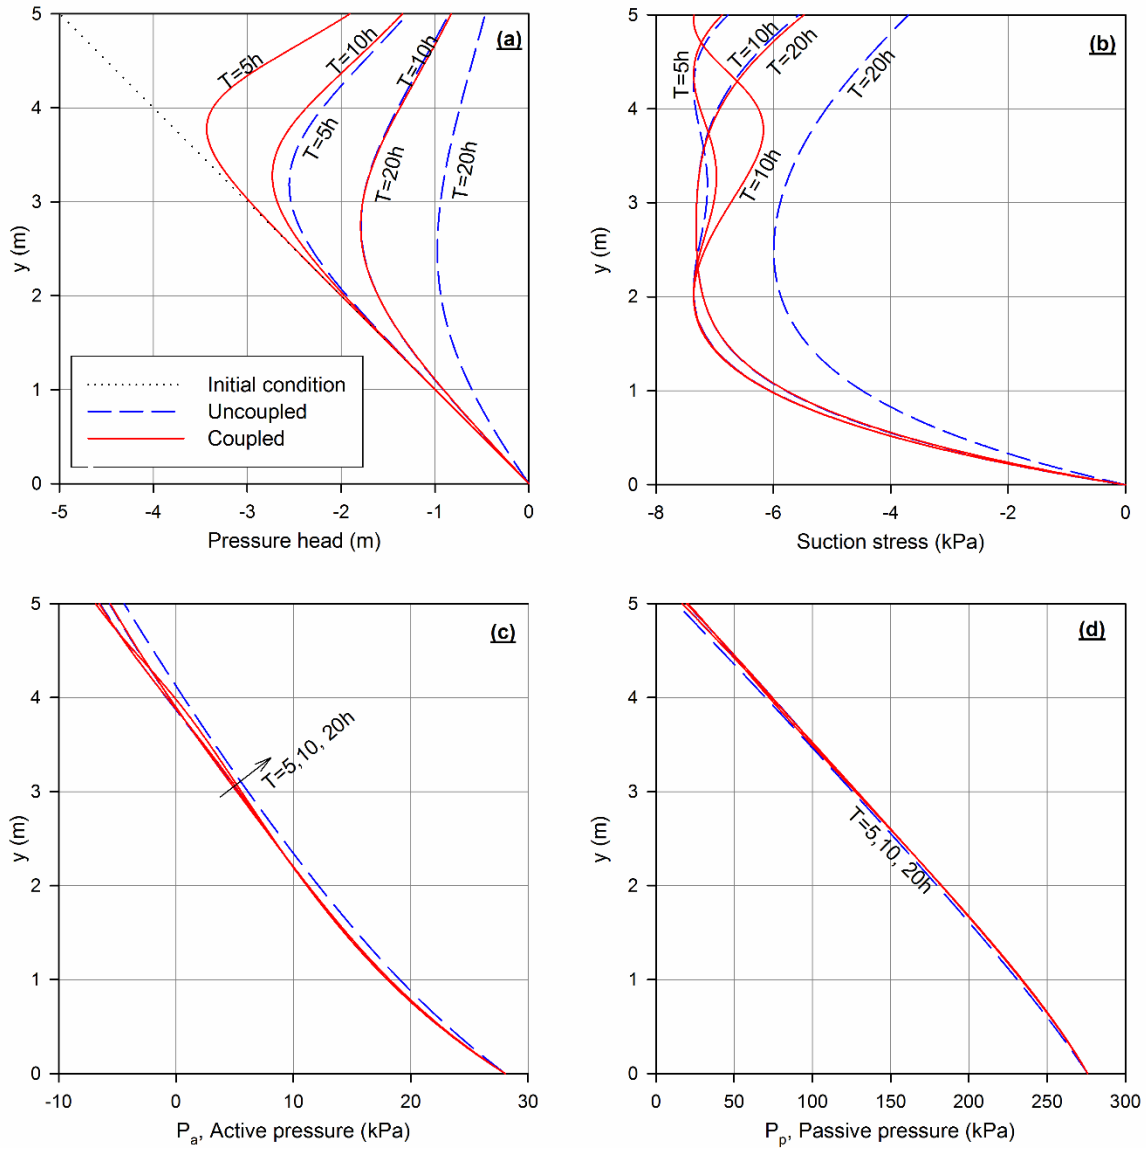 5
4
3
2
1
0
y (m)
(a)
T=5h
T=10h
T=10h
T=5h
T=20h
T=20h
Initial condition
Uncoupled
Coupled
-5 -4 -3 -2 -1 0
Pressure head (m)
5
4
3
2
1
0
y (m)
(b)
T=5h
T=10h
T=20h
T=20h
T=10h
-8 -6 -4 -2 0
Suction stress (kPa)
5
4
3
2
1
0
y (m)
(c)
T=5,10, 20h
-10 0 10 20 30
Pa, Active pressure (kPa)
5
4
3
2
1
0
y (m)
(d)
T=5,10, 20h
0 50 100 150 200 250 300
Pp, Passive pressure (kPa)